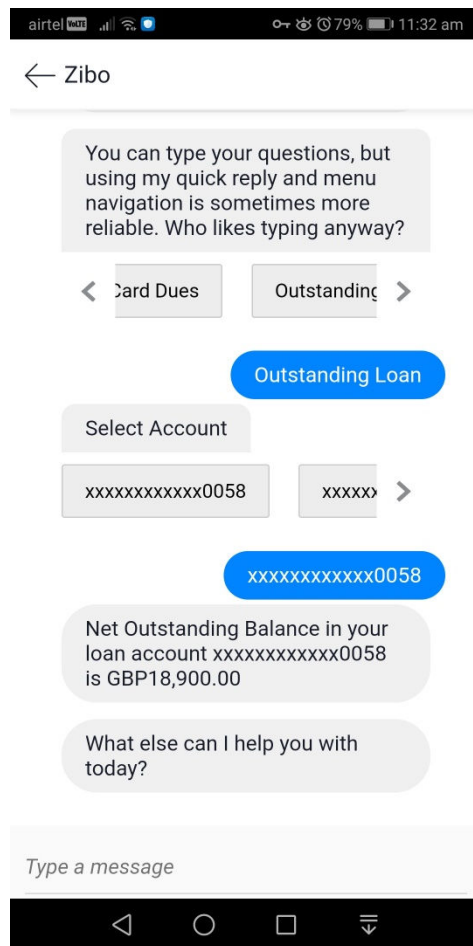 airtel VoLTE 79% 11:32 am
Zibo
You can type your questions, but
using my quick reply and menu
navigation is sometimes more
reliable. Who likes typing anyway?
Card Dues Outstanding
Outstanding Loan
Select Account
xxxxxxxxxxxx0058 xxxxxx
xxxxxxxxxxxx0058
Net Outstanding Balance in your
loan account xxxxxxxxxxxx0058
is GBP18,900.00
What else can I help you with
today?
Type a message